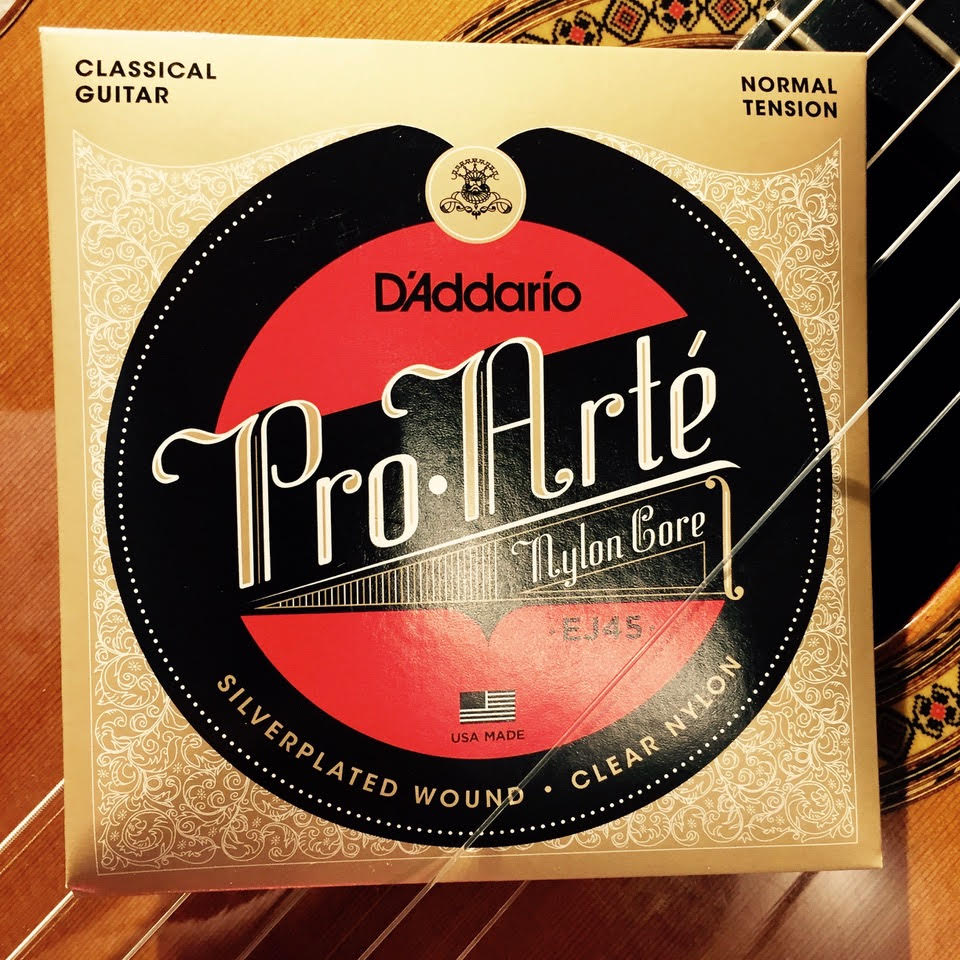 CLASSICAL
GUITAR
NORMAL
TENSION
D'Addario
Pro·Arté
Nylon Core
·EJ45·
USA MADE
SILVERPLATED WOUND • CLEAR NYLON